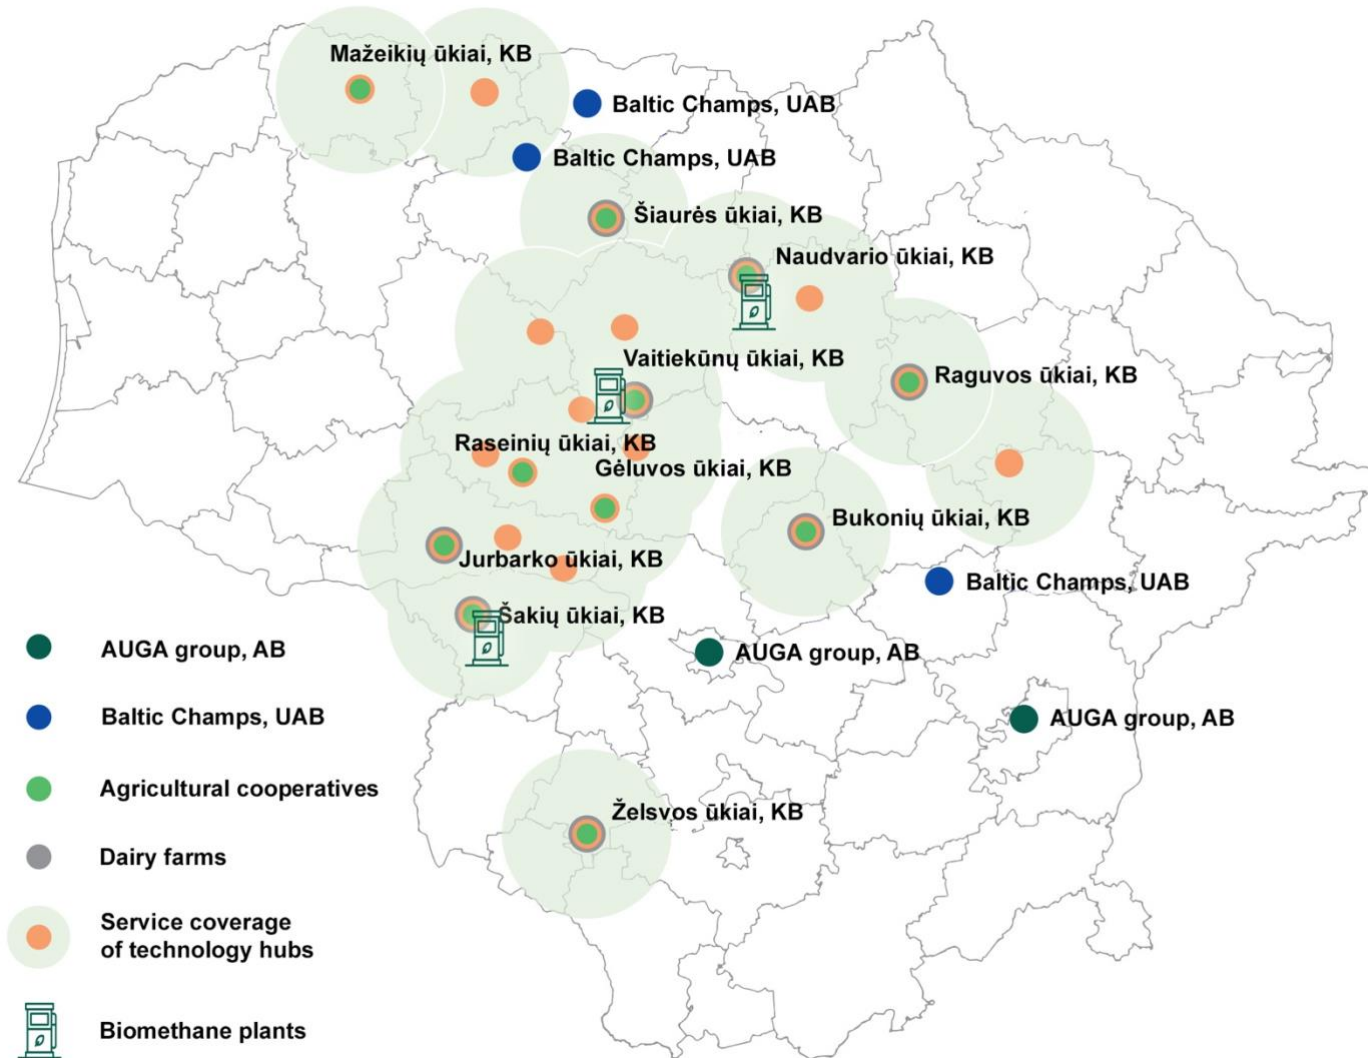 Mažeikių ūkiai, KB
Baltic Champs, UAB
Baltic Champs, UAB
Šiaurės ūkiai, KB
Naudvario ūkiai, KB
Vaitiekūnų ūkiai, KB
Raguvos ūkiai, KB
Raseinių ūkiai, KB
Gėluvos ūkiai, KB
Bukonių ūkiai, KB
Jurbarko ūkiai, KB
Baltic Champs, UAB
Šakių ūkiai, KB
AUGA group, AB
AUGA group, AB
Želsvos ūkiai, KB
AUGA group, AB
Baltic Champs, UAB
Agricultural cooperatives
Dairy farms
Service coverage
of technology hubs
Biomethane plants